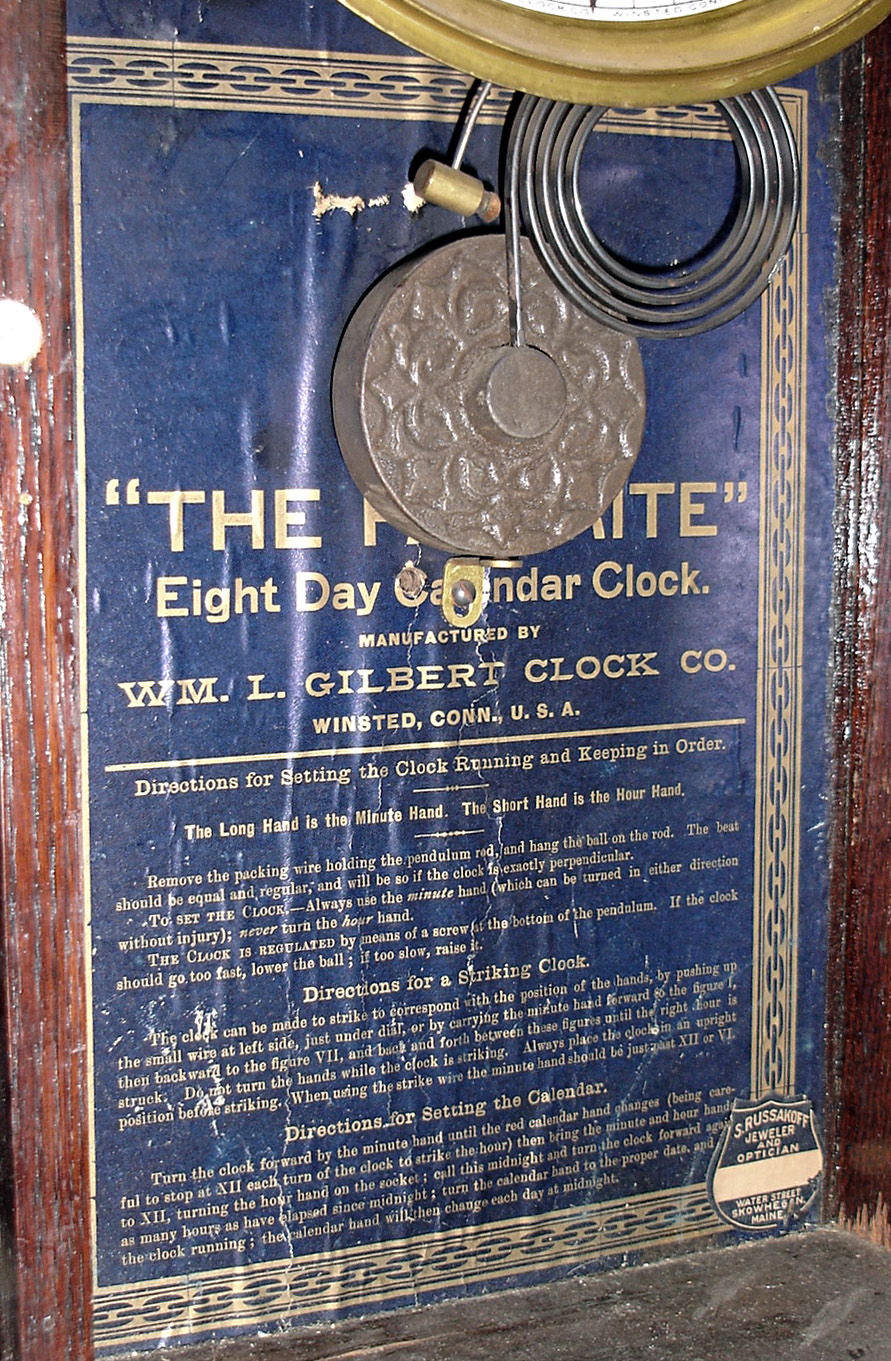 CLOCK CO. WINSTED CONN
"THE F ITE"
Eight Day Calendar Clock.
MANUFACTURED BY
WM. L. GILBERT CLOCK CO.
WINSTED, CONN., U. S. A.
Directions for Setting the Clock Running and Keeping in Order.
The Long Hand is the Minute Hand. The Short Hand is the Hour Hand.
Remove the packing wire holding the pendulum rod, and hang the ball on the rod. The beat
should be equal and regular, and will be so if the clock is exactly perpendicular.
TO SET THE CLOCK.—Always use the minute hand (which can be turned in either direction
without injury); never turn the hour hand.
THE CLOCK IS REGULATED by means of a screw at the bottom of the pendulum. If the clock
should go too fast, lower the ball; if too slow, raise it.
Directions for a Striking Clock.
The clock can be made to strike to correspond with the position of the hands, by pushing up
the small wire at left side, just under dial, or by carrying the minute hand forward to the figure I,
then backward to the figure VII, and back and forth between these figures until the right hour is
struck. Do not turn the hands while the clock is striking. Always place the clock in an upright
position before striking. When using the strike wire the minute hand should be just past XII or VI.
Directions for Setting the Calendar.
Turn the clock forward by the minute hand until the red calendar hand changes (being care-
ful to stop at XII each turn of the clock to strike the hour) then bring the minute and hour hand
to XII, turning the hour hand on the socket; call this midnight and turn the clock forward again
as many hours as have elapsed since midnight; turn the calendar hand to the proper date, and
the clock running; the calendar hand will then change each day at midnight.
S. RUSSAKOFF
JEWELER
AND
OPTICIAN
WATER STREET
SKOWHEGAN,
MAINE